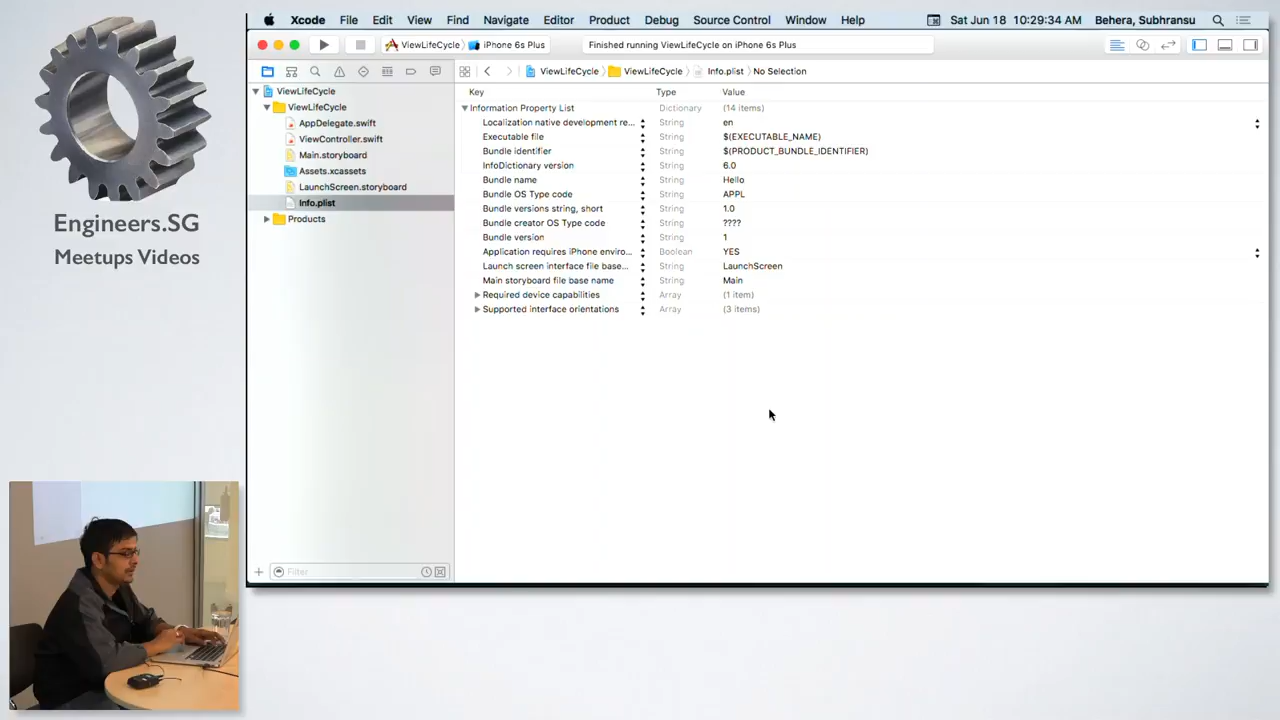 Xcode File Edit View Find Navigate Editor Product Debug Source Control Window Help Sat Jun 18 10:29:34 AM Behera, Subhransu
ViewLifeCycle iPhone 6s Plus Finished running ViewLifeCycle on iPhone 6s Plus
ViewLifeCycle ViewLifeCycle Info.plist No Selection
ViewLifeCycle
ViewLifeCycle
AppDelegate.swift
ViewController.swift
Main.storyboard
Assets.xcassets
LaunchScreen.storyboard
Info.plist
Products
Filter
Key Type Value
Information Property List Dictionary (14 items)
Localization native development re... String en
Executable file String $(EXECUTABLE_NAME)
Bundle identifier String $(PRODUCT_BUNDLE_IDENTIFIER)
InfoDictionary version String 6.0
Bundle name String Hello
Bundle OS Type code String APPL
Bundle versions string, short String 1.0
Bundle creator OS Type code String ????
Bundle version String 1
Application requires iPhone enviro... Boolean YES
Launch screen interface file base... String LaunchScreen
Main storyboard file base name String Main
Required device capabilities Array (1 item)
Supported interface orientations Array (3 items)
Engineers.SG
Meetups Videos